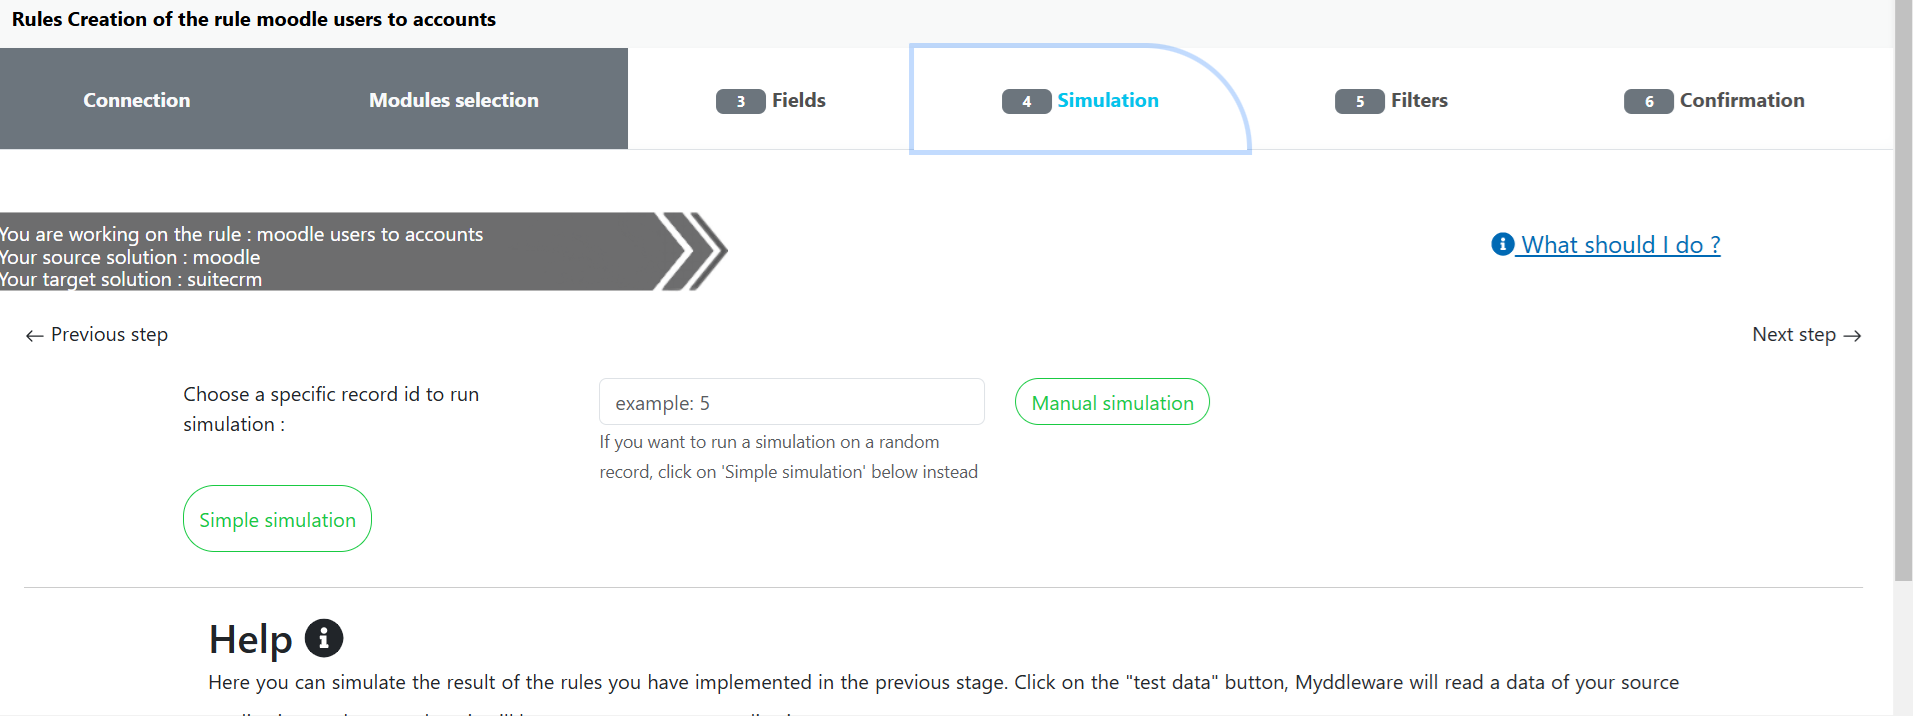 Rules Creation of the rule moodle users to accounts
Connection
Modules selection
3 Fields
4 Simulation
5 Filters
6 Confirmation
You are working on the rule : moodle users to accounts
Your source solution : moodle
Your target solution : suitecrm
What should I do ?
← Previous step
Next step →
Choose a specific record id to run
simulation :
example: 5
Manual simulation
If you want to run a simulation on a random
record, click on 'Simple simulation' below instead
Simple simulation
Help
Here you can simulate the result of the rules you have implemented in the previous stage. Click on the "test data" button, Myddleware will read a data of your source